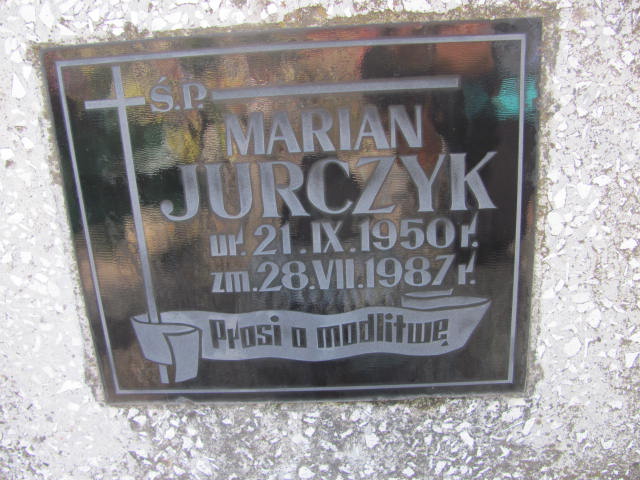 Ś.P.
MARIAN
JURCZYK
ur. 21.IX.1950 r.
zm. 28.VII.1987 r.
Prosi o modlitwę